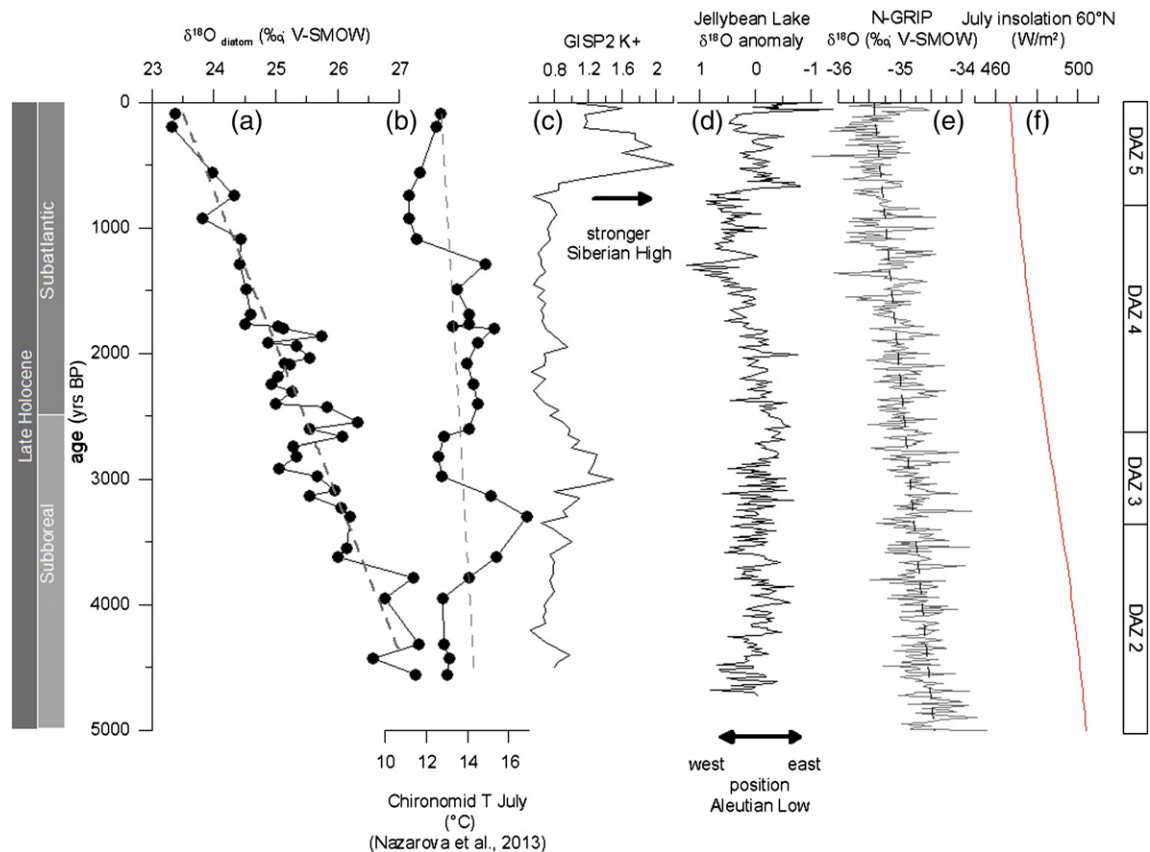 δ18O diatom (‰; V-SMOW)
23 24 25 26 27
GISP2 K+
0.8 1.2 1.6 2
Jellybean Lake
δ18O anomaly
1 0 -1
N-GRIP
δ18O (‰; V-SMOW)
-36 -35 -34
July insolation 60°N
(W/m²)
460 500
(a) (b) (c) (d) (e) (f)
Late Holocene
Subatlantic
Subboreal
age (yrs BP)
0
1000
2000
3000
4000
5000
stronger
Siberian High
DAZ 5
DAZ 4
DAZ 3
DAZ 2
10 12 14 16
Chironomid T July
(°C)
(Nazarova et al., 2013)
west east
position
Aleutian Low